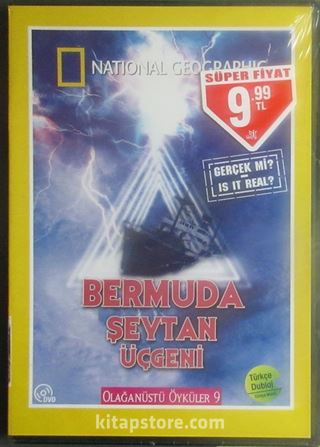 NATIONAL GEOGRAPHIC
SÜPER FİYAT
9.99
TL
GERÇEK Mİ?
IS IT REAL?
BERMUDA
ŞEYTAN
ÜÇGENİ
Türkçe
Dublaj
OLAĞANÜSTÜ ÖYKÜLER 9
DVD
kitapstore.com